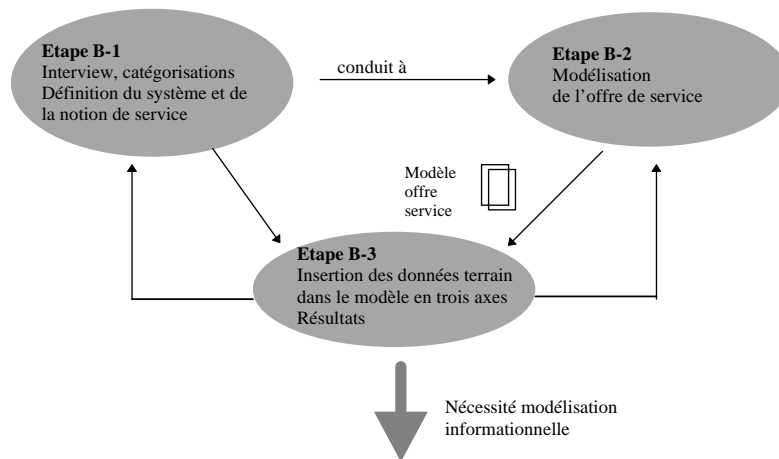 Etape B-1
Interview, catégorisations
Définition du système et de
la notion de service
conduit à
Etape B-2
Modélisation
de l'offre de service
Modèle
offre
service
Etape B-3
Insertion des données terrain
dans le modèle en trois axes
Résultats
Nécessité modélisation
informationnelle